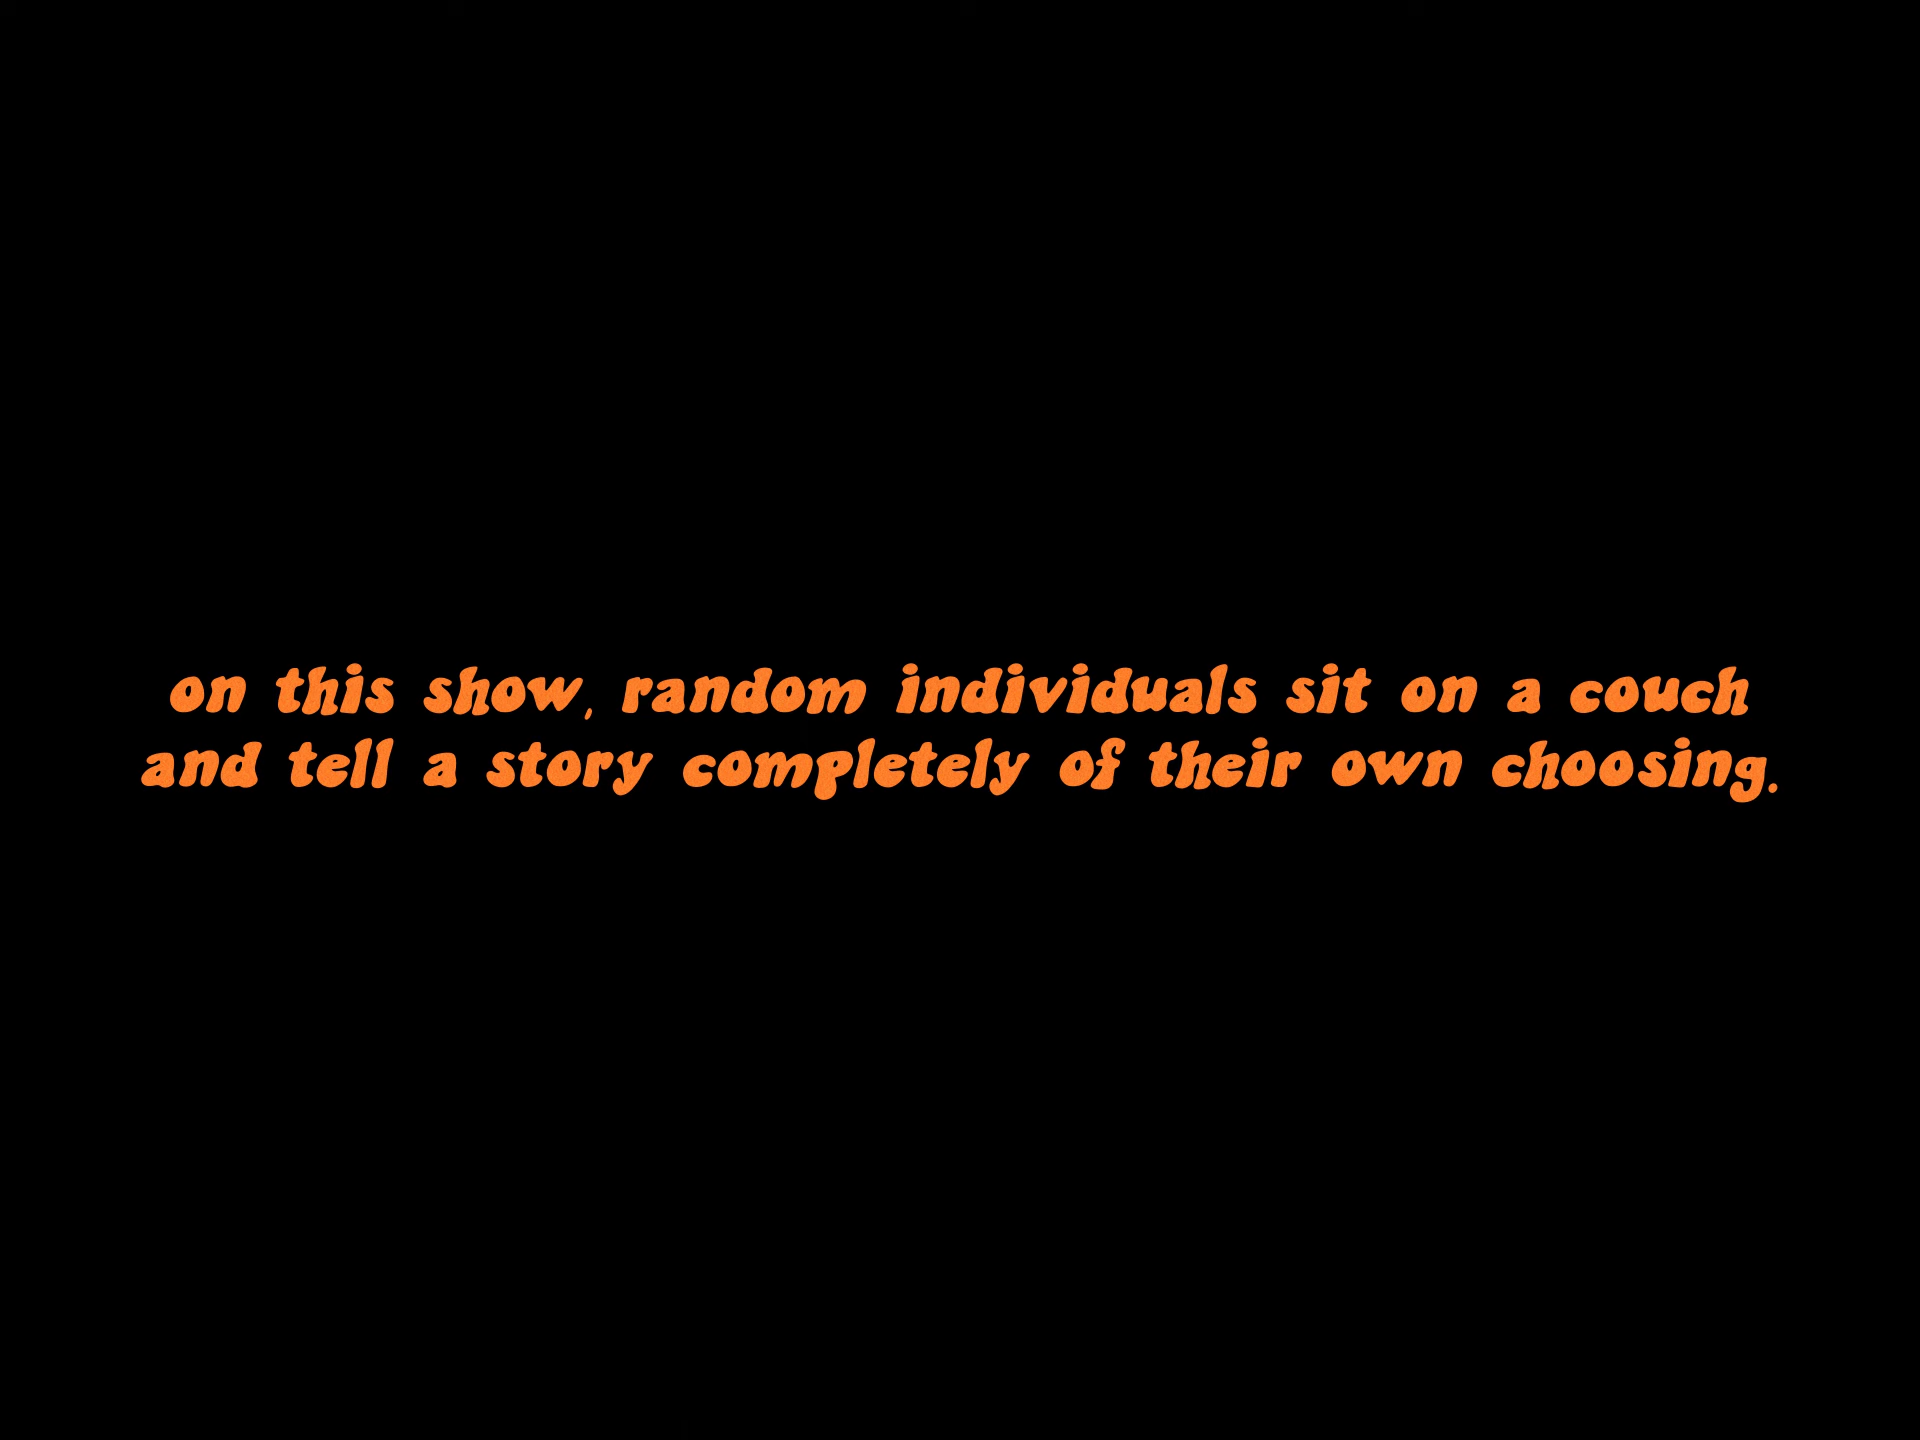 on this show, random individuals sit on a couch
and tell a story completely of their own choosing.